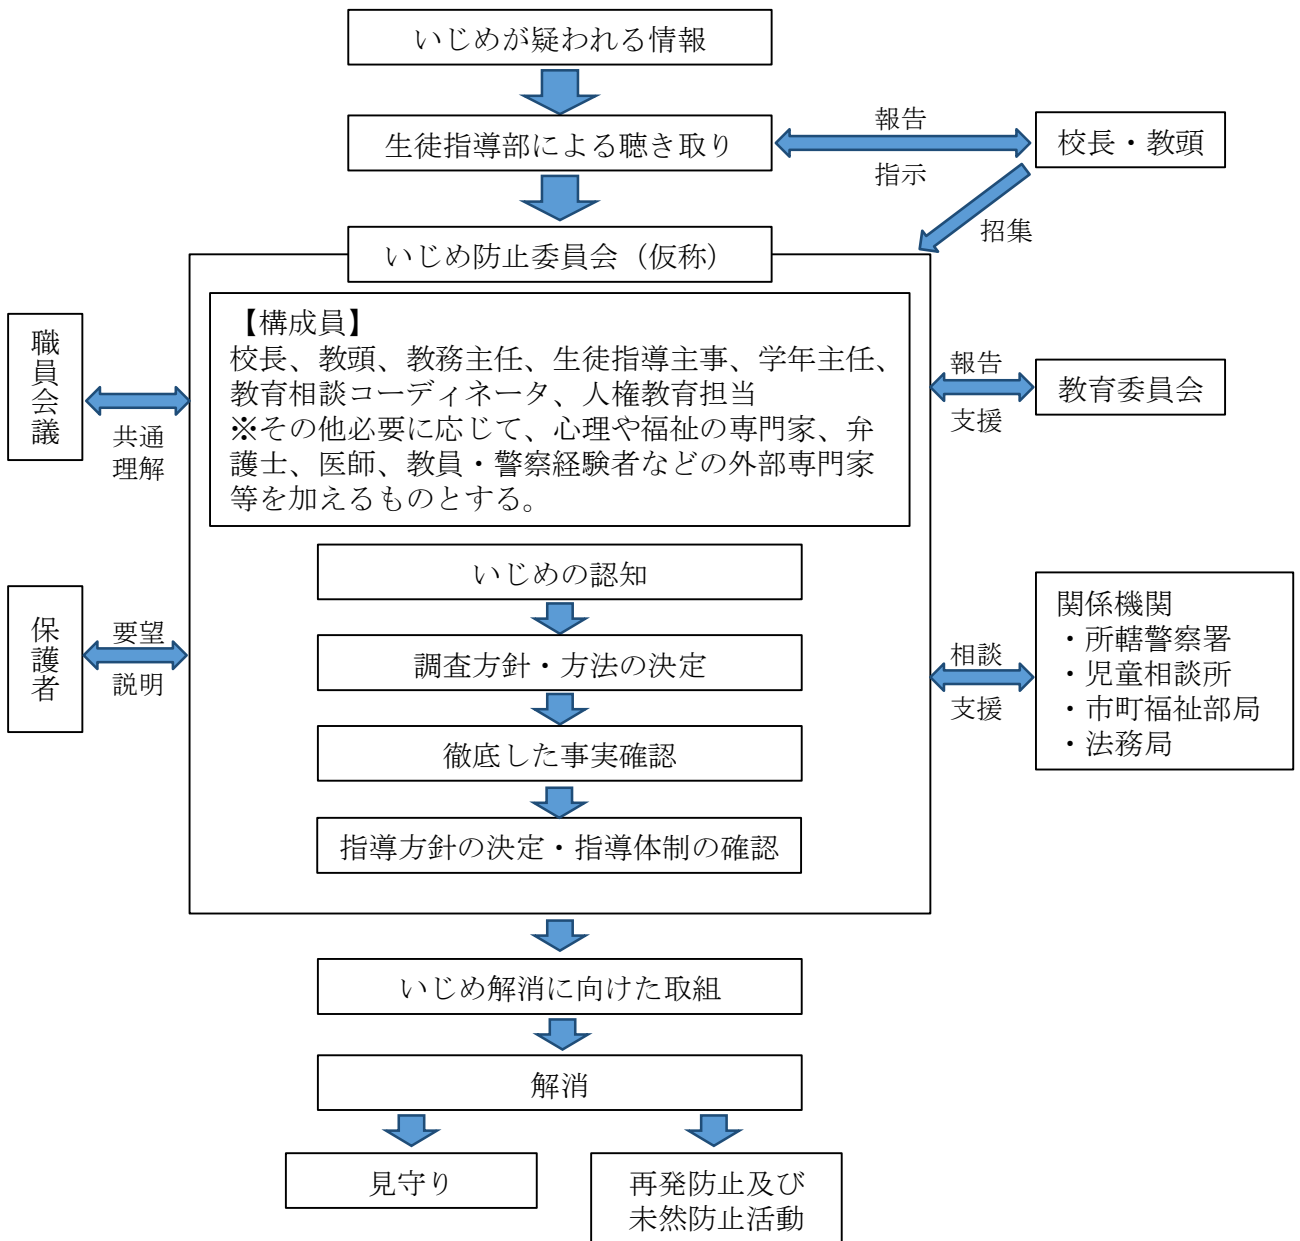 いじめが疑われる情報
生徒指導部による聴き取り
報告
指示
校長・教頭
招集
いじめ防止委員会（仮称）
【構成員】
校長、教頭、教務主任、生徒指導主事、学年主任、
教育相談コーディネータ、人権教育担当
※その他必要に応じて、心理や福祉の専門家、弁
護士、医師、教員・警察経験者などの外部専門家
等を加えるものとする。
職員会議
共通
理解
報告
支援
教育委員会
いじめの認知
調査方針・方法の決定
徹底した事実確認
指導方針の決定・指導体制の確認
保護者
要望
説明
相談
支援
関係機関
・所轄警察署
・児童相談所
・市町福祉部局
・法務局
いじめ解消に向けた取組
解消
見守り
再発防止及び
未然防止活動